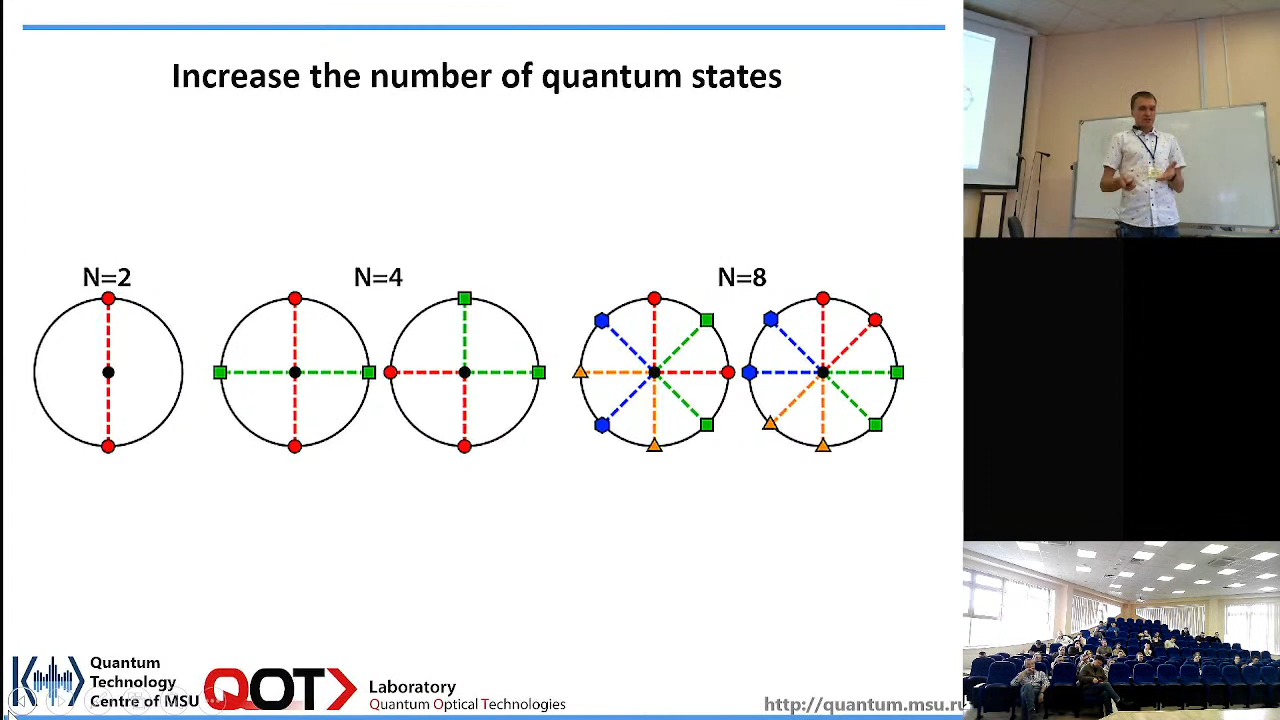 Increase the number of quantum states
N=2
N=4
N=8
Quantum
Technology
Centre of MSU
QOT
Laboratory
Quantum Optical Technologies
http://quantum.msu.ru